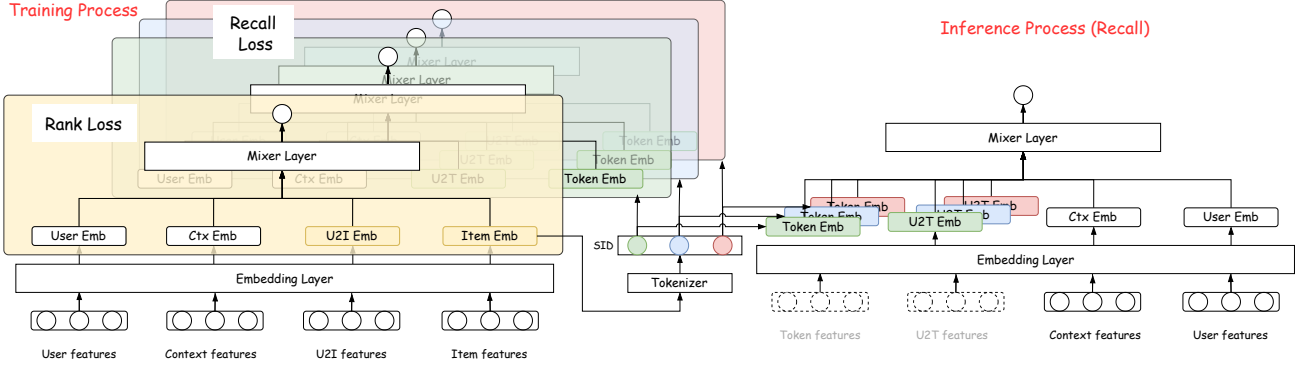 Training Process
Recall
Loss
Mixer Layer
Mixer Layer
Mixer Layer
Rank Loss
Mixer Layer
U2T Emb
Token Emb
U2T Emb
Token Emb
User Emb
Ctx Emb
U2T Emb
Token Emb
User Emb
Ctx Emb
U2I Emb
Item Emb
Embedding Layer
User features
Context features
U2I features
Item features
SID
Tokenizer
Inference Process (Recall)
Mixer Layer
Token Emb
U2T Emb
Token Emb
U2T Emb
Token Emb
U2T Emb
Ctx Emb
User Emb
Embedding Layer
Token features
U2T features
Context features
User features